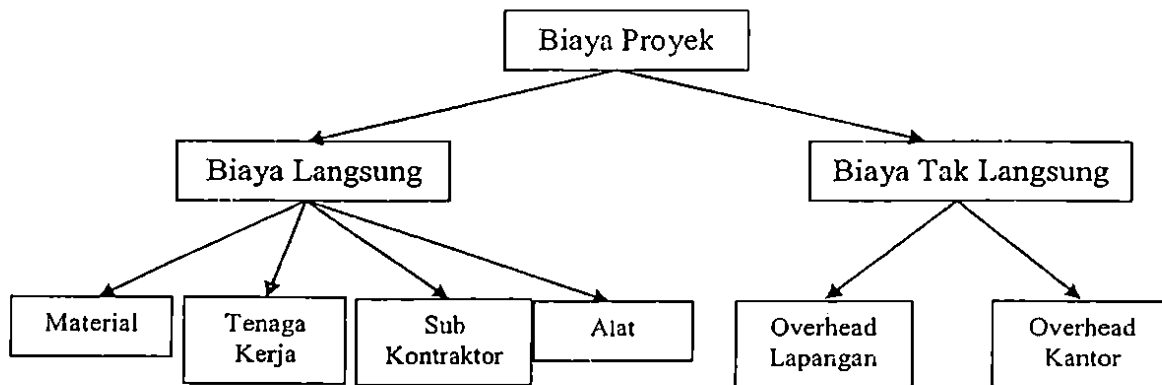 Biaya Proyek
Biaya Langsung
Biaya Tak Langsung
Material
Tenaga
Kerja
Sub
Kontraktor
Alat
Overhead
Lapangan
Overhead
Kantor